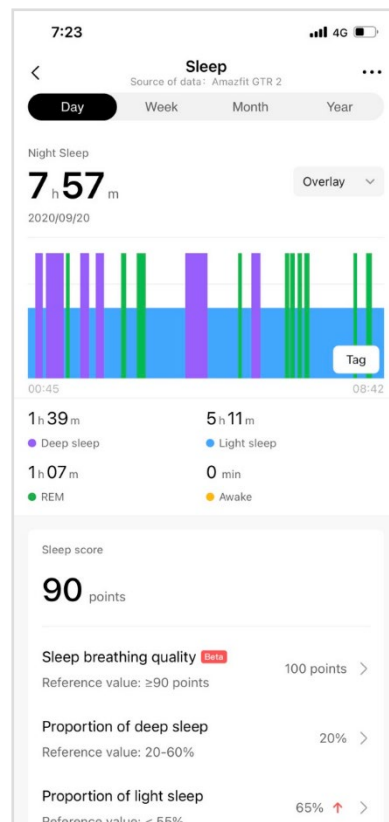 7:23
4G
Sleep
Source of data: Amazfit GTR 2
Day Week Month Year
Night Sleep
7 h 57 m
Overlay
2020/09/20
Tag
00:45 08:42
1 h 39 m 5 h 11 m
Deep sleep Light sleep
1 h 07 m 0 min
REM Awake
Sleep score
90 points
Sleep breathing quality Beta
100 points
Reference value: ≥90 points
Proportion of deep sleep
20%
Reference value: 20-60%
Proportion of light sleep
65% ↑
Reference value: < 55%